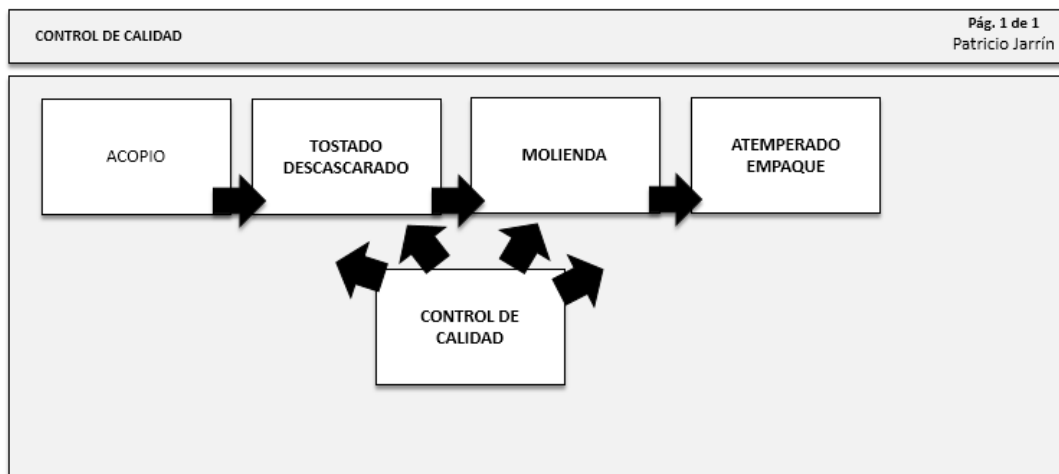 CONTROL DE CALIDAD
Pág. 1 de 1
Patricio Jarrín
ACOPIO
TOSTADO
DESCASCARADO
MOLIENDA
ATEMPERADO
EMPAQUE
CONTROL DE
CALIDAD